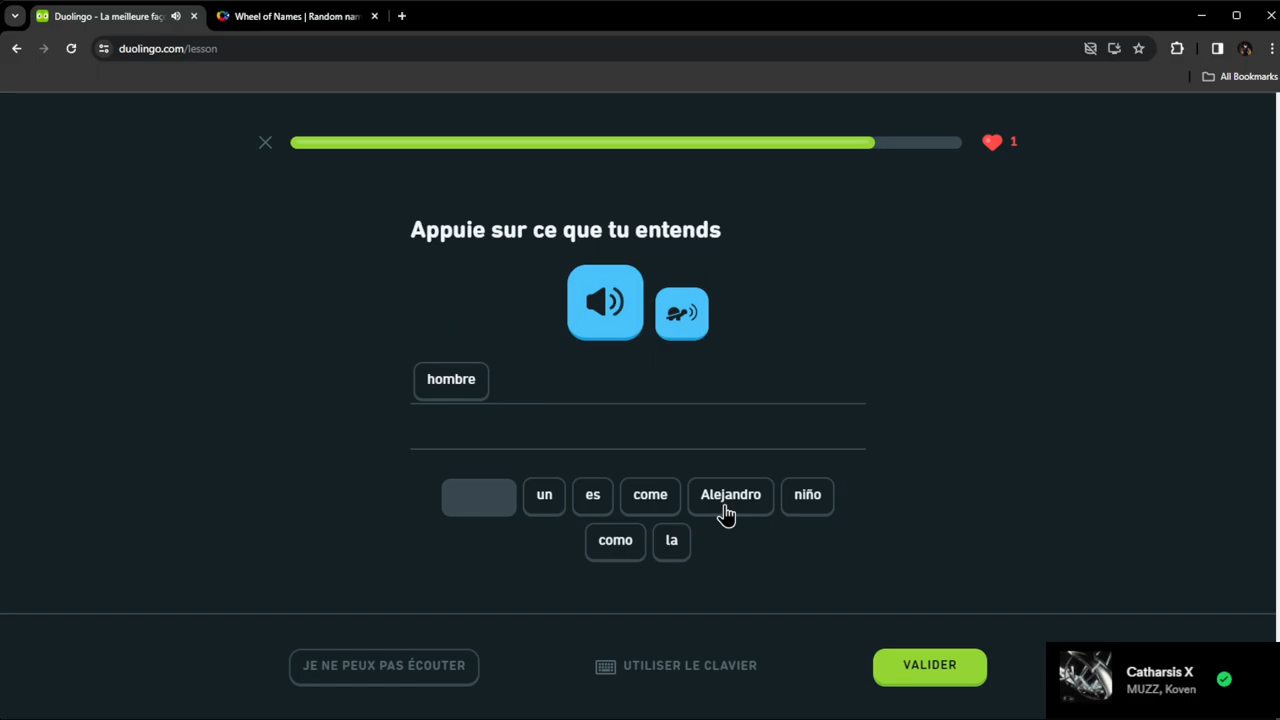 Duolingo - La meilleure faç
Wheel of Names | Random nam
duolingo.com/lesson
All Bookmarks
1
Appuie sur ce que tu entends
hombre
un es come Alejandro niño
como la
JE NE PEUX PAS ÉCOUTER
UTILISER LE CLAVIER
VALIDER
Catharsis X
MUZZ, Koven